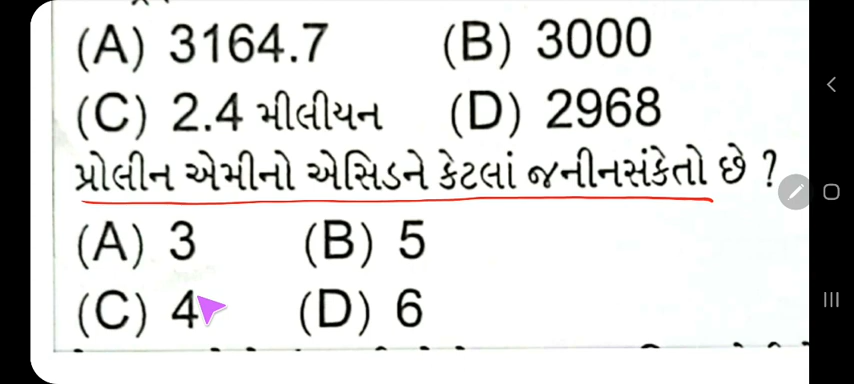 (A) 3164.7 (B) 3000
(C) 2.4 મીલીયન (D) 2968
પ્રોલીન એમીનો એસિડને કેટલાં જનીનસંકેતો છે ?
(A) 3 (B) 5
(C) 4 (D) 6